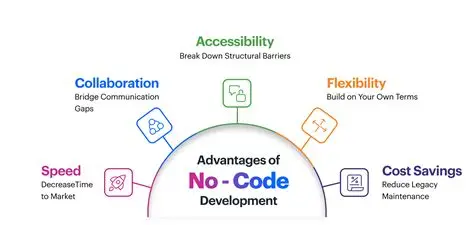 Accessibility
Break Down Structural Barriers
Collaboration
Bridge Communication
Gaps
Flexibility
Build on Your Own Terms
Speed
DecreaseTime
to Market
Advantages of
No - Code
Development
Cost Savings
Reduce Legacy
Maintenance